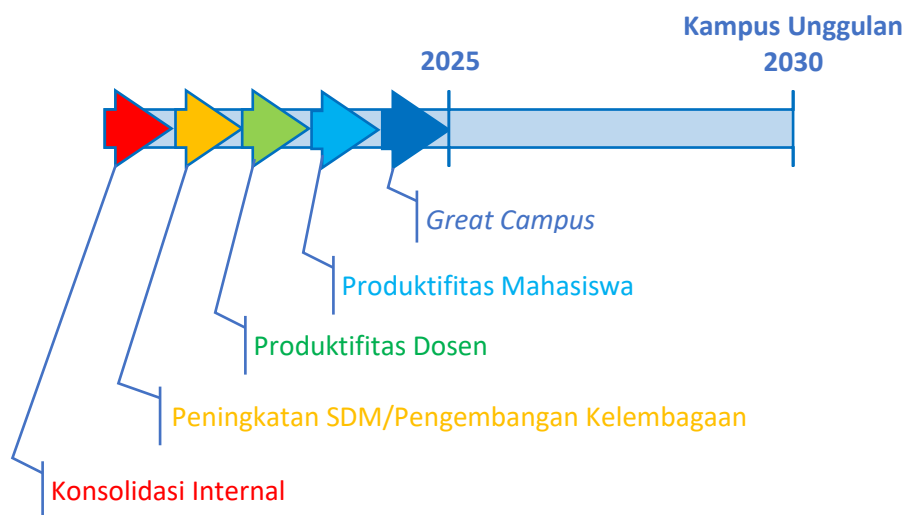 Kampus Unggulan
2025
2030
Great Campus
Produktifitas Mahasiswa
Produktifitas Dosen
Peningkatan SDM/Pengembangan Kelembagaan
Konsolidasi Internal